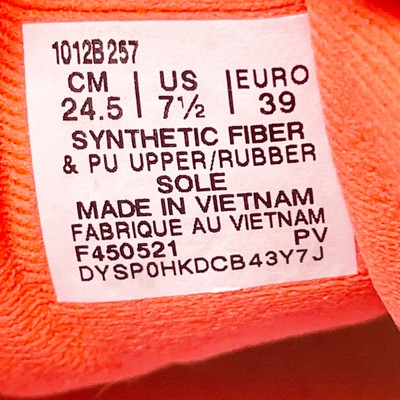 1012B257
CM | US | EURO
24.5 | 7½ | 39
SYNTHETIC FIBER
& PU UPPER/RUBBER
SOLE
MADE IN VIETNAM
FABRIQUE AU VIETNAM
F450521 PV
DYSP0HKDCB43Y7J